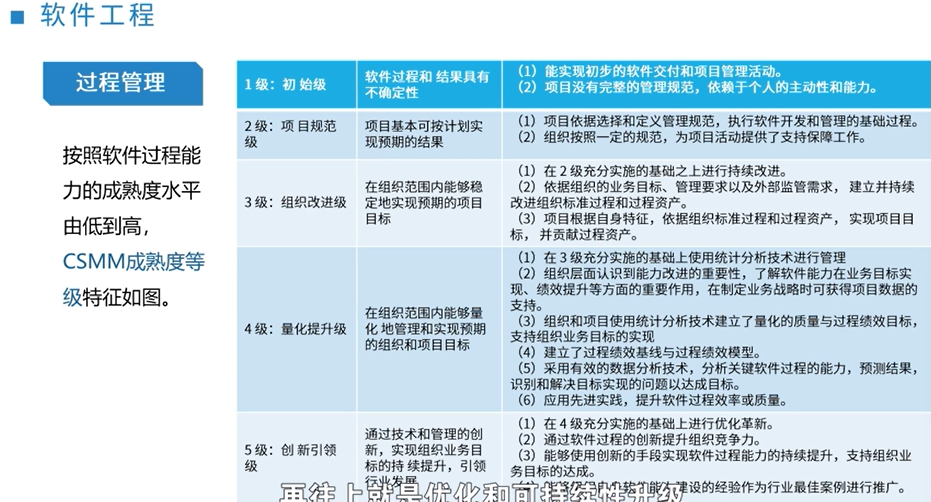 软件工程
过程管理
按照软件过程能
力的成熟度水平
由低到高，
CSMM成熟度等
级特征如图。
1 级：初 始级
软件过程和 结果具有
不确定性
（1）能实现初步的软件交付和项目管理活动。
（2）项目没有完整的管理规范，依赖于个人的主动性和能力。
2 级：项 目规范
级
项目基本可按计划实
现预期的结果
（1）项目依据选择和定义管理规范，执行软件开发和管理的基础过程。
（2）组织按照一定的规范，为项目活动提供了支持保障工作。
3 级：组织改进级
在组织范围内能够稳
定地实现预期的项目
目标
（1）在 2 级充分实施的基础之上进行持续改进。
（2）依据组织的业务目标、管理要求以及外部监管需求， 建立并持续
改进组织标准过程和过程资产。
（3）项目根据自身特征，依据组织标准过程和过程资产， 实现项目目
标， 并贡献过程资产。
4 级：量化提升级
在组织范围内能够量
化 地管理和实现预期
的组织和项目目标
（1）在 3 级充分实施的基础上使用统计分析技术进行管理
（2）组织层面认识到能力改进的重要性，了解软件能力在业务目标实
现、绩效提升等方面的重要作用，在制定业务战略时可获得项目数据的
支持。
（3）组织和项目使用统计分析技术建立了量化的质量与过程绩效目标，
支持组织业务目标的实现
（4）建立了过程绩效基线与过程绩效模型。
（5）采用有效的数据分析技术，分析关键软件过程的能力，预测结果，
识别和解决目标实现的问题以达成目标。
（6）应用先进实践，提升软件过程效率或质量。
5 级：创 新引领
级
通过技术和管理的创
新，实现组织业务目
标的持 续提升，引领
行业发展
（1）在 4 级充分实施的基础上进行优化革新。
（2）通过软件过程的创新提升组织竞争力。
（3）能够使用创新的手段实现软件过程能力的持续提升，支持组织业
务目标的达成。
建设的经验作为行业最佳案例进行推广。
再往上就是优化和可持续性升级